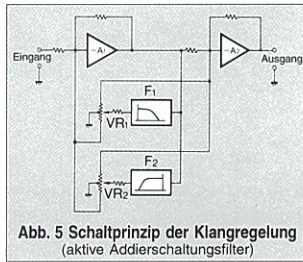 -A1
-A2
Eingang
Ausgang
F1
VR1
F2
VR2
Abb. 5 Schaltprinzip der Klangregelung
(aktive Addierschaltungsfilter)